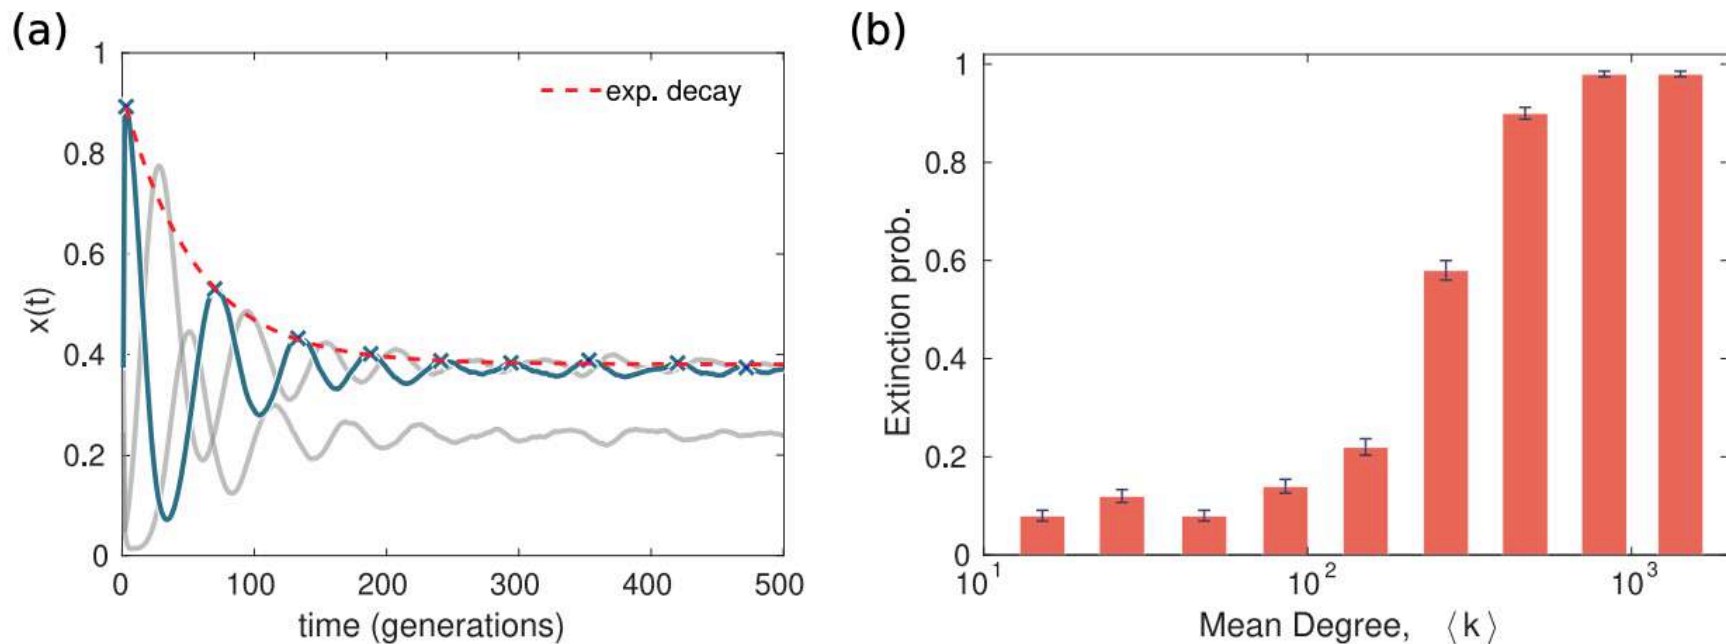 (a)
1
0.8
0.6
0.4
0.2
0
x(t)
exp. decay
0 100 200 300 400 500
time (generations)
(b)
1
0.8
0.6
0.4
0.2
0
Extinction prob.
10^1 10^2 10^3
Mean Degree, ⟨k⟩